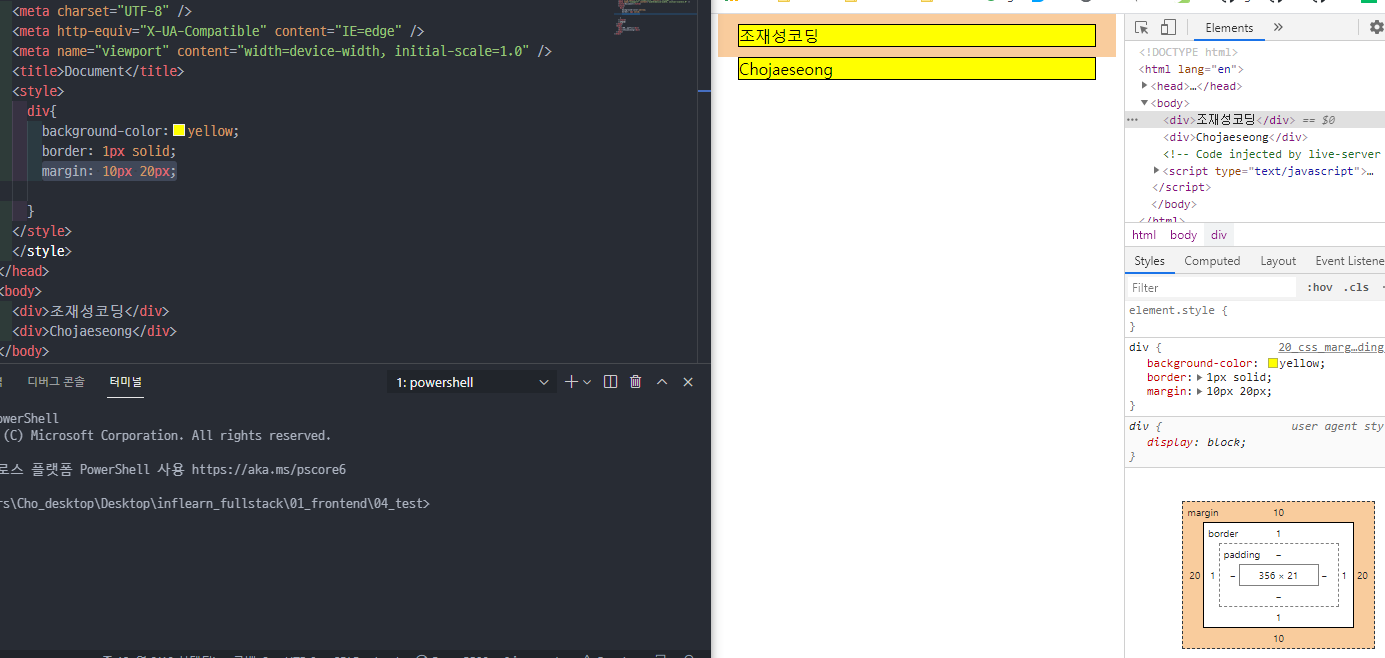 <meta charset="UTF-8" />
<meta http-equiv="X-UA-Compatible" content="IE=edge" />
<meta name="viewport" content="width=device-width, initial-scale=1.0" />
<title>Document</title>
<style>
div{
background-color: yellow;
border: 1px solid;
margin: 10px 20px;
}
</style>
</style>
</head>
<body>
<div>조재성코딩</div>
<div>Chojaeseong</div>
</body>
디버그 콘솔
터미널
1: powershell
owerShell
(C) Microsoft Corporation. All rights reserved.
로스 플랫폼 PowerShell 사용 https://aka.ms/pscore6
rs\Cho_desktop\Desktop\inflearn_fullstack\01_frontend\04_test>
조재성코딩
Chojaeseong
Elements
<!DOCTYPE html>
<html lang="en">
<head>…</head>
<body>
<div>조재성코딩</div> == $0
<div>Chojaeseong</div>
<!-- Code injected by live-server
<script type="text/javascript">…
</script>
</body>
</html>
html body div
Styles Computed Layout Event Listene
Filter
:hov .cls
element.style {
}
div {
20 css marg…ding
background-color: yellow;
border: 1px solid;
margin: 10px 20px;
}
div {
user agent sty
display: block;
}
margin 10
border 1
padding –
20 1 – 356 × 21 – 1 20
–
1
10